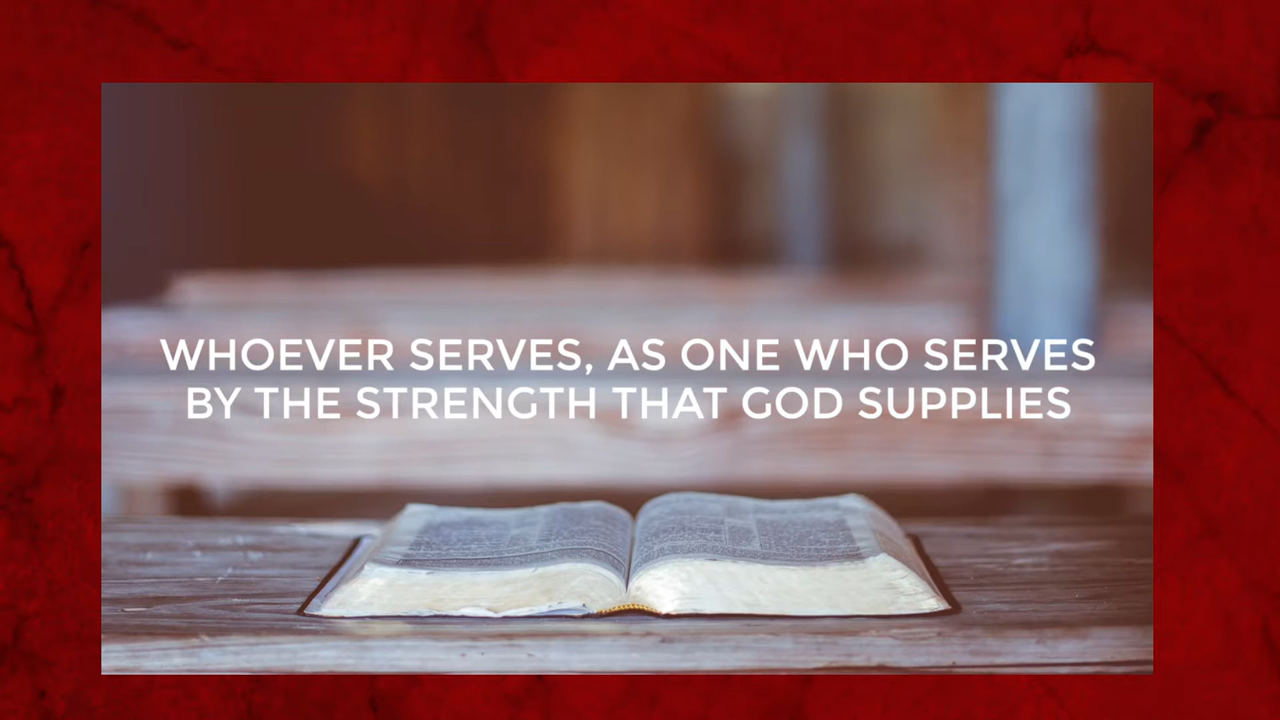 WHOEVER SERVES, AS ONE WHO SERVES
BY THE STRENGTH THAT GOD SUPPLIES